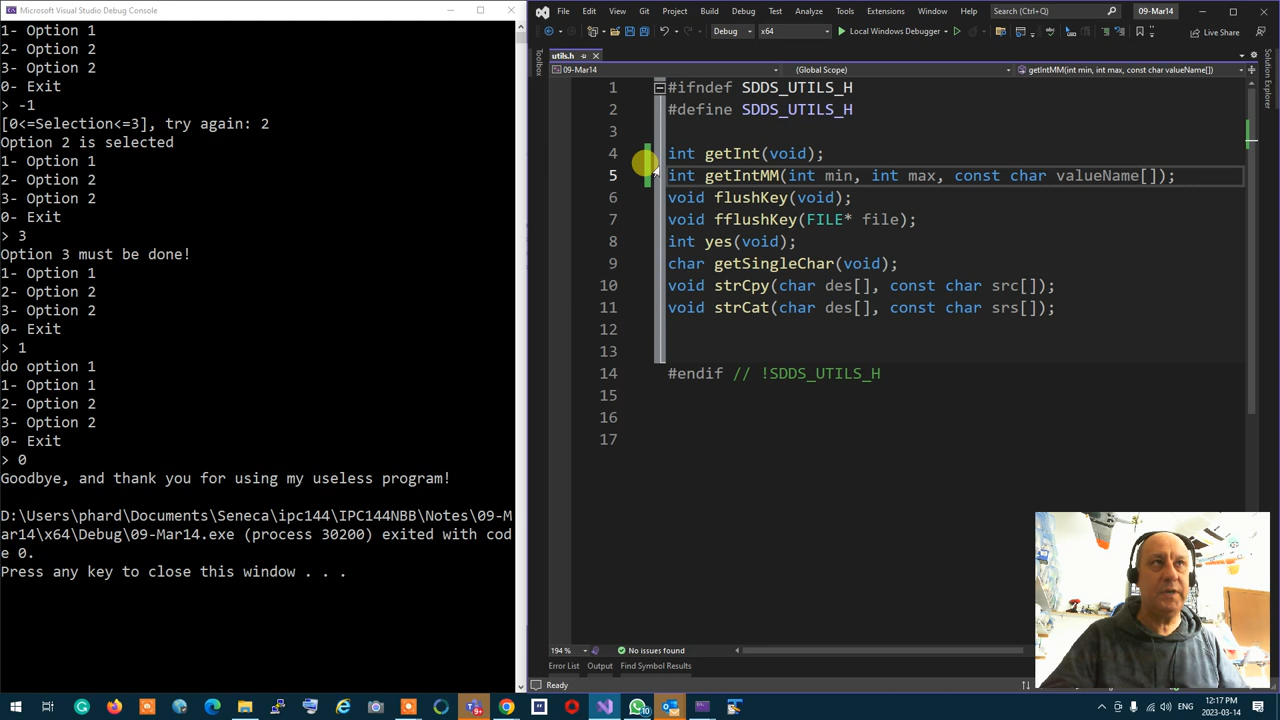 Microsoft Visual Studio Debug Console
1- Option 1
2- Option 2
3- Option 2
0- Exit
> -1
[0<=Selection<=3], try again: 2
Option 2 is selected
1- Option 1
2- Option 2
3- Option 2
0- Exit
> 3
Option 3 must be done!
1- Option 1
2- Option 2
3- Option 2
0- Exit
> 1
do option 1
1- Option 1
2- Option 2
3- Option 2
0- Exit
> 0
Goodbye, and thank you for using my useless program!
D:\Users\phard\Documents\Seneca\ipc144\IPC144NBB\Notes\09-M
ar14\x64\Debug\09-Mar14.exe (process 30200) exited with cod
e 0.
Press any key to close this window . . .
File Edit View Git Project Build Debug Test Analyze Tools Extensions Window Help Search (Ctrl+Q) 09-Mar14
Debug x64 Local Windows Debugger Live Share
Toolbox
utils.h
09-Mar14 (Global Scope) getIntMM(int min, int max, const char valueName[])
Solution Explorer
1 #ifndef SDDS_UTILS_H
2 #define SDDS_UTILS_H
3
4 int getInt(void);
5 int getIntMM(int min, int max, const char valueName[]);
6 void flushKey(void);
7 void fflushKey(FILE* file);
8 int yes(void);
9 char getSingleChar(void);
10 void strCpy(char des[], const char src[]);
11 void strCat(char des[], const char srs[]);
12
13
14 #endif // !SDDS_UTILS_H
15
16
17
194 % No issues found
Error List Output Find Symbol Results
Ready
9+
10
12:17 PM
2023-03-14